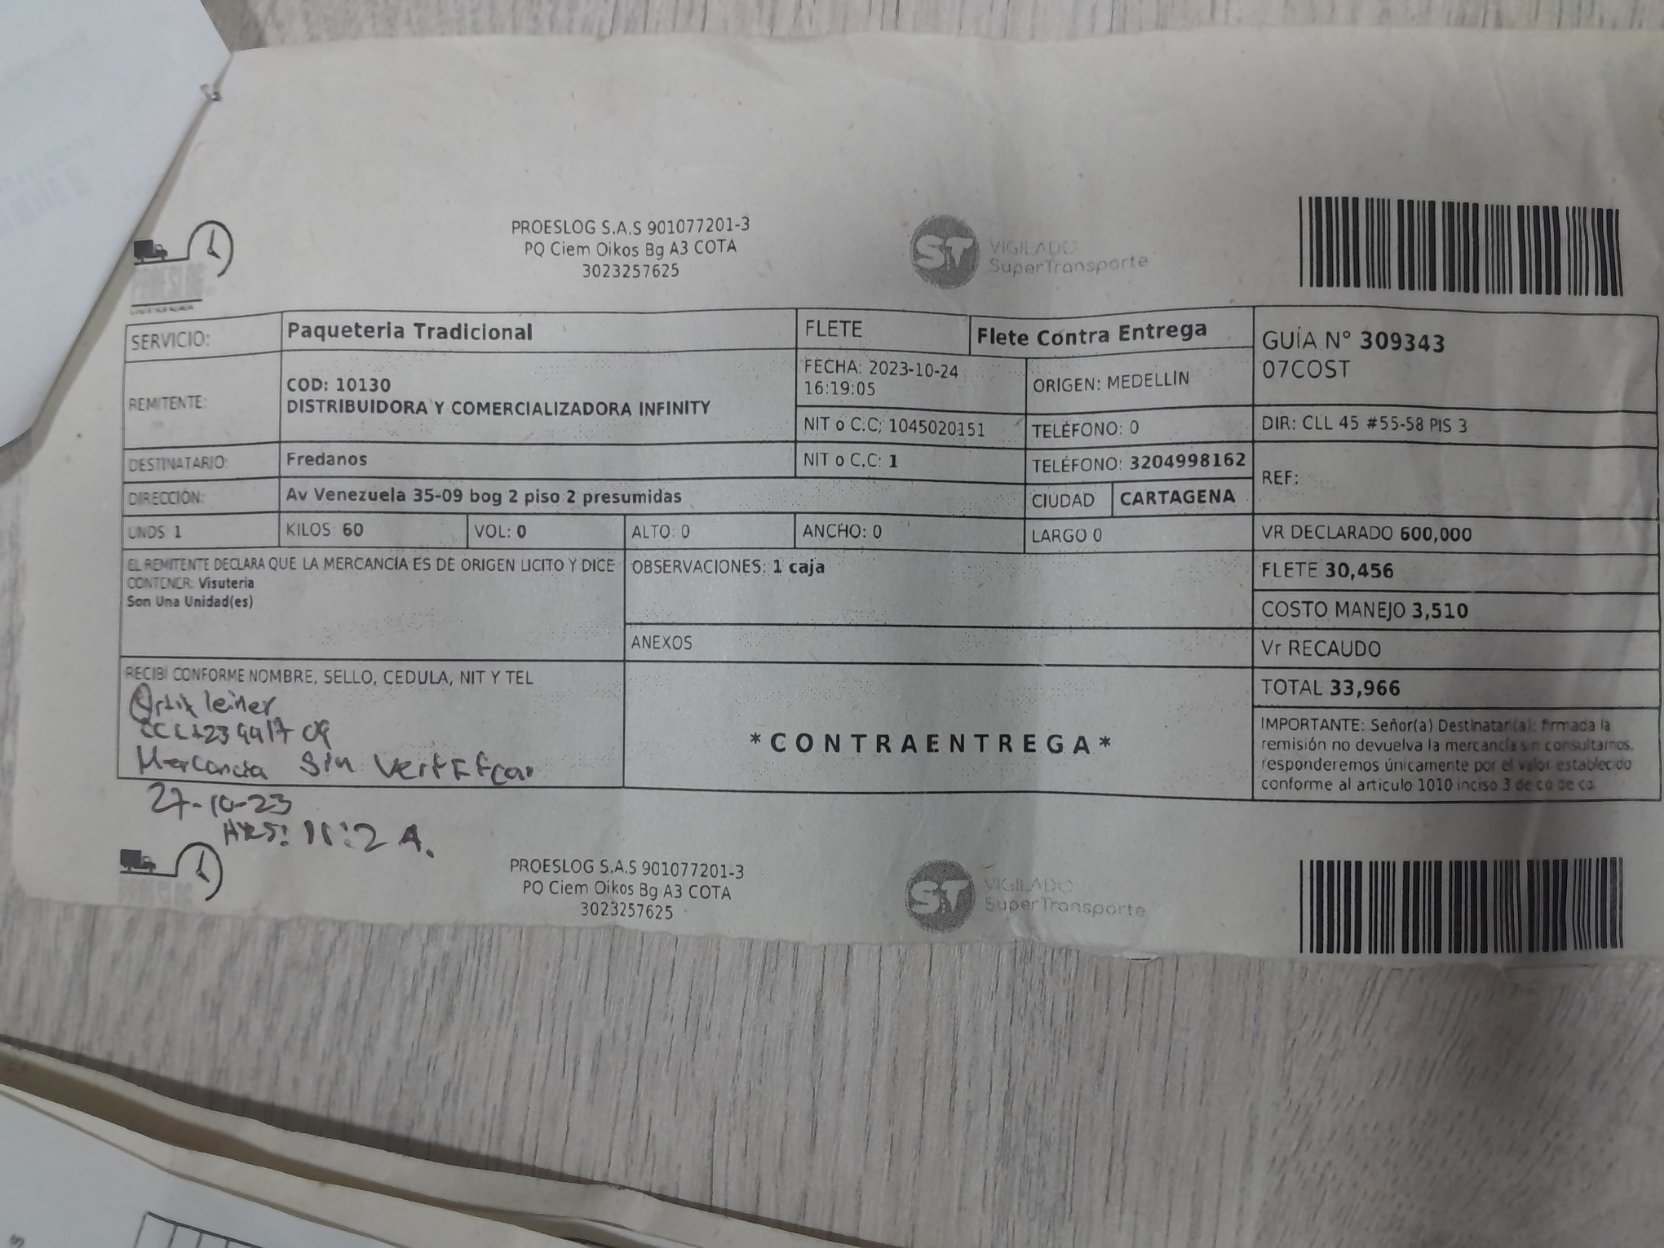 PROESLOG S.A.S 901077201-3
PQ Ciem Oikos Bg A3 COTA
3023257625
ST VIGILADO
SuperTransporte
SERVICIO: Paqueteria Tradicional FLETE Flete Contra Entrega
GUÍA N° 309343
07COST
REMITENTE: COD: 10130
DISTRIBUIDORA Y COMERCIALIZADORA INFINITY
FECHA: 2023-10-24
16:19:05
ORIGEN: MEDELLIN
NIT o C.C: 1045020151 TELÉFONO: 0 DIR: CLL 45 #55-58 PIS 3
DESTINATARIO: Fredanos NIT o C.C: 1 TELÉFONO: 3204998162
REF:
DIRECCIÓN: Av Venezuela 35-09 bog 2 piso 2 presumidas CIUDAD CARTAGENA
UNDS 1 KILOS 60 VOL: 0 ALTO: 0 ANCHO: 0 LARGO 0 VR DECLARADO 600,000
EL REMITENTE DECLARA QUE LA MERCANCÍA ES DE ORIGEN LICITO Y DICE
CONTENER: Visuteria
Son Una Unidad(es)
OBSERVACIONES: 1 caja
ANEXOS
FLETE 30,456
COSTO MANEJO 3,510
Vr RECAUDO
TOTAL 33,966
RECIBI CONFORME NOMBRE, SELLO, CEDULA, NIT Y TEL
leiner
Mercancia Sin
27-10-23
*CONTRAENTREGA*
IMPORTANTE: Señor(a) Destinatar(a): firmada la
remisión no devuelva la mercancía sin consultarnos,
responderemos únicamente por el valor establecido
conforme al articulo 1010 inciso 3 de co de co
PROESLOG S.A.S 901077201-3
PQ Ciem Oikos Bg A3 COTA
3023257625
ST VIGILADO
SuperTransporte